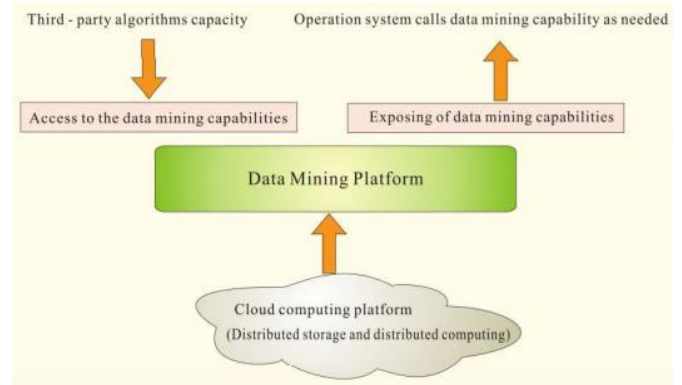 Third - party algorithms capacity
Operation system calls data mining capability as needed
Access to the data mining capabilities
Exposing of data mining capabilities
Data Mining Platform
Cloud computing platform
(Distributed storage and distributed computing)